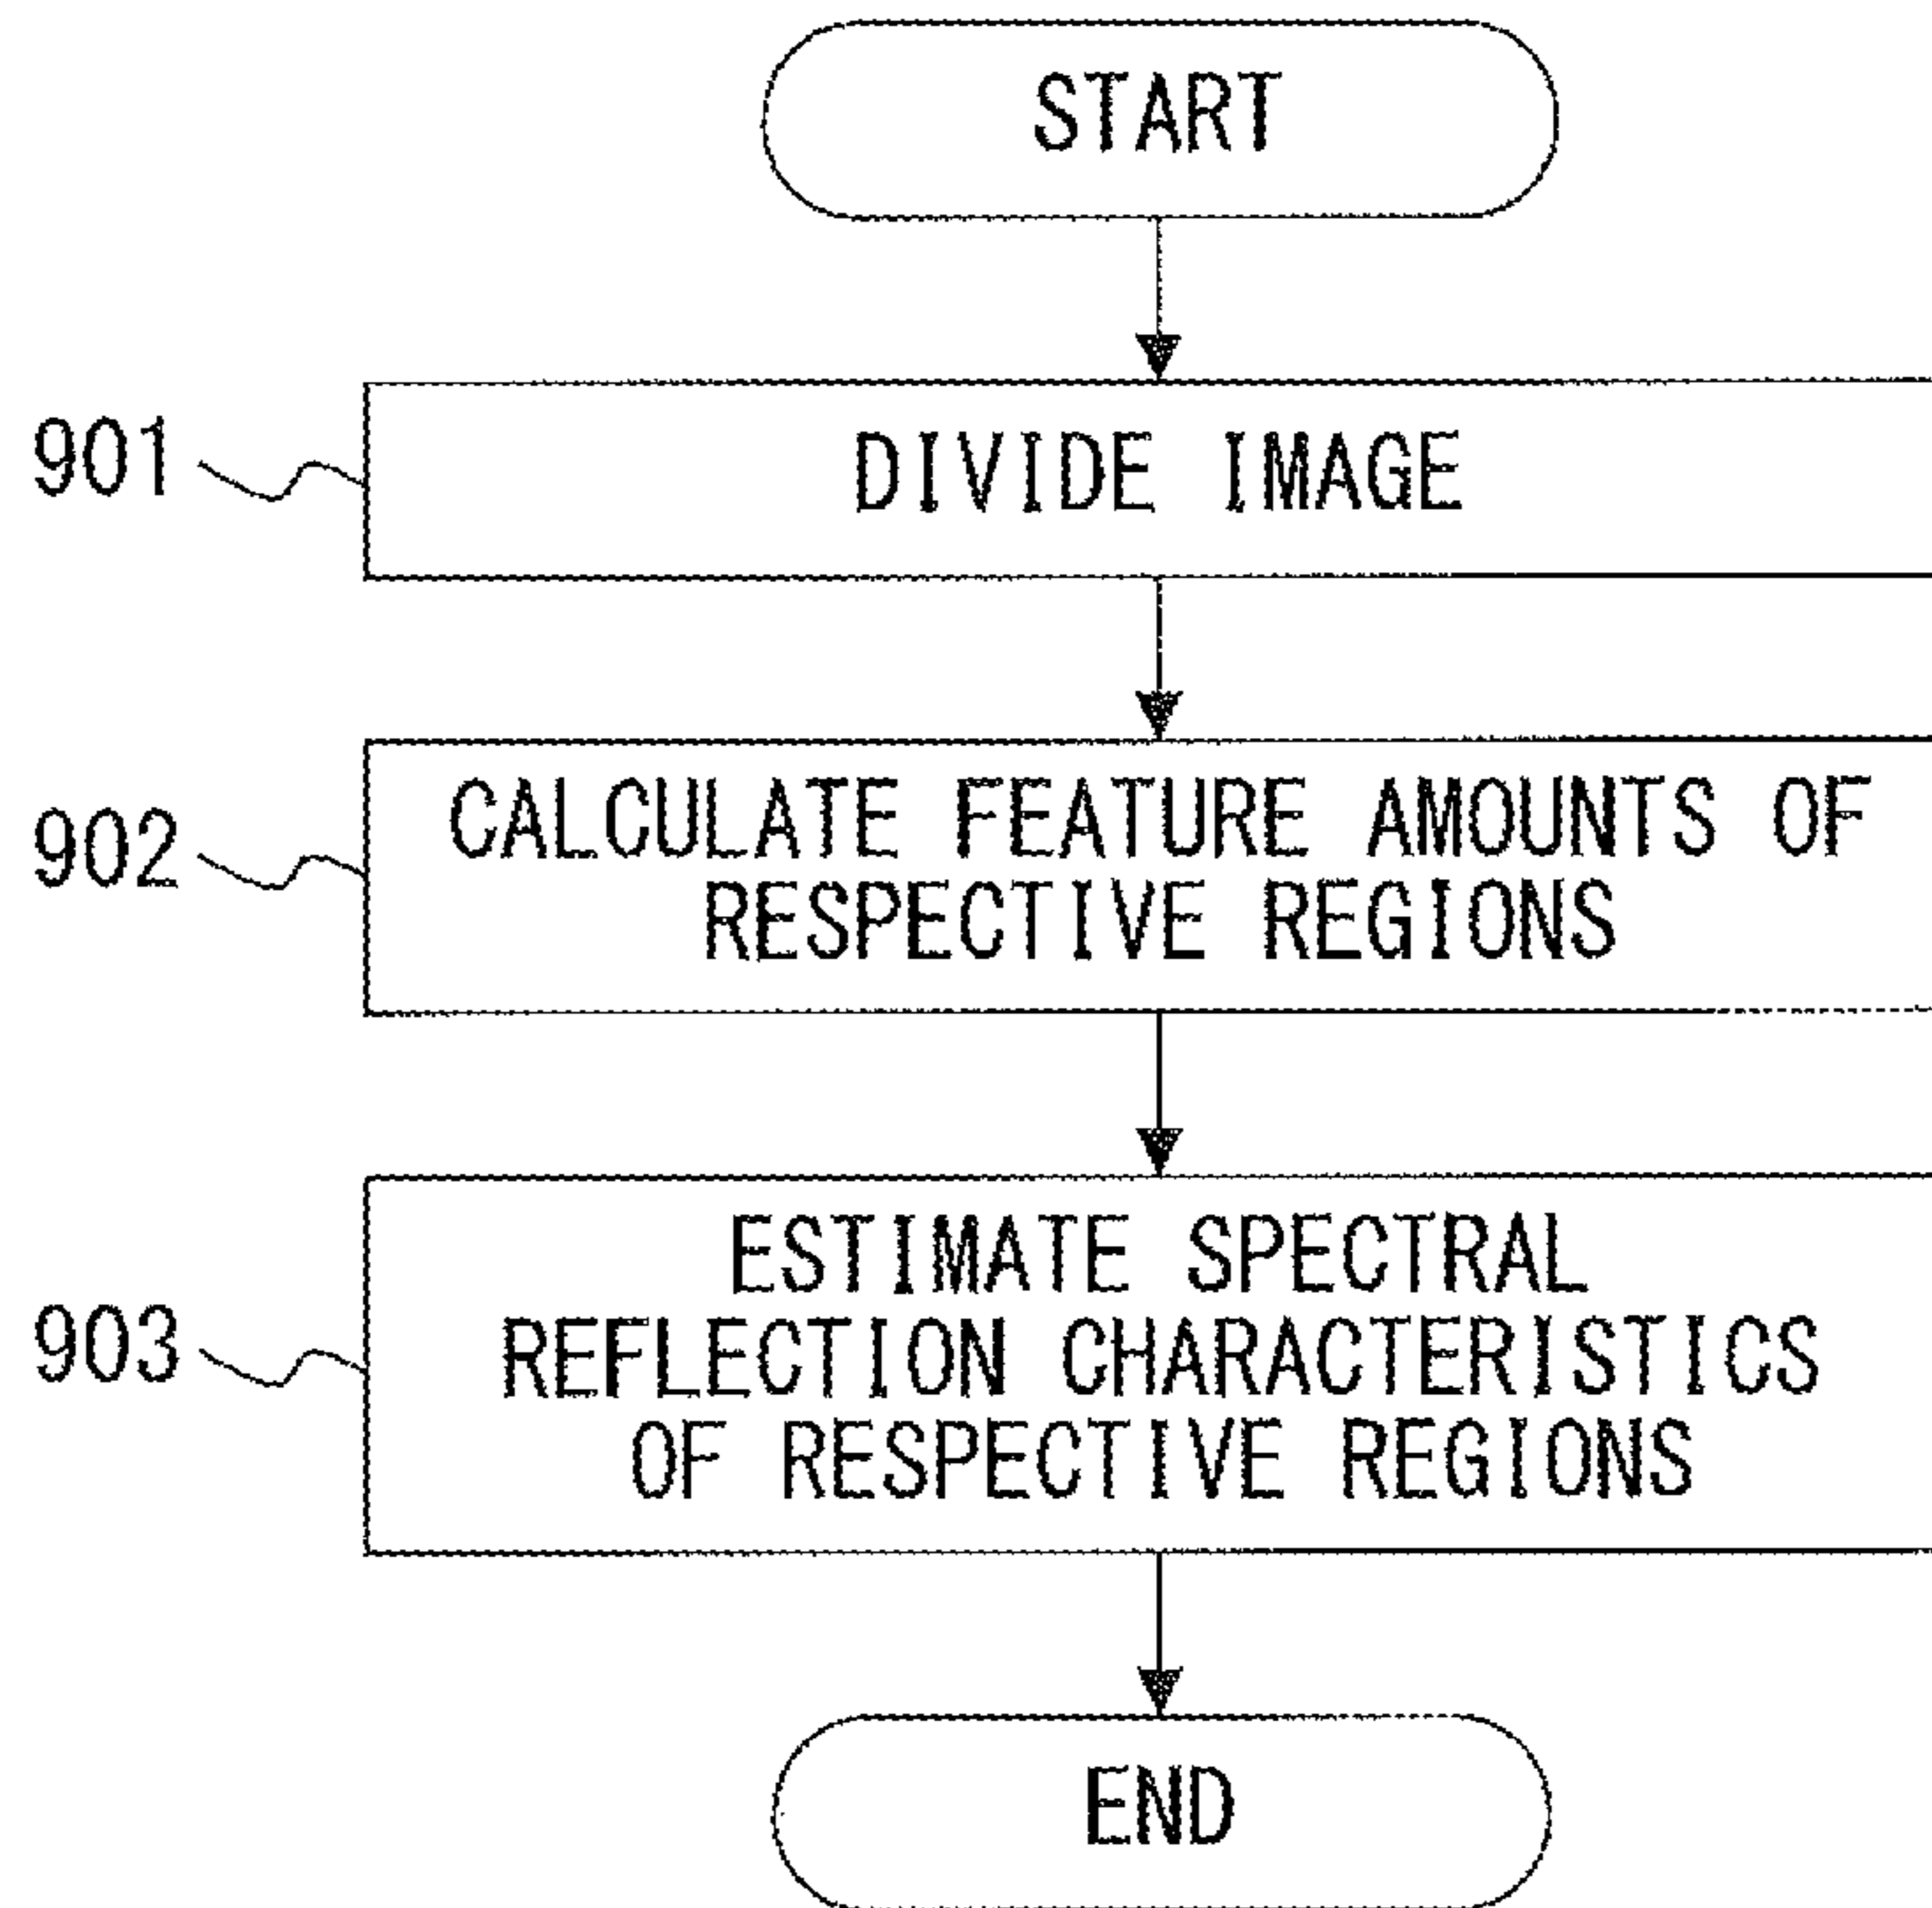 START
901
DIVIDE IMAGE
902
CALCULATE FEATURE AMOUNTS OF
RESPECTIVE REGIONS
903
ESTIMATE SPECTRAL
REFLECTION CHARACTERISTICS
OF RESPECTIVE REGIONS
END